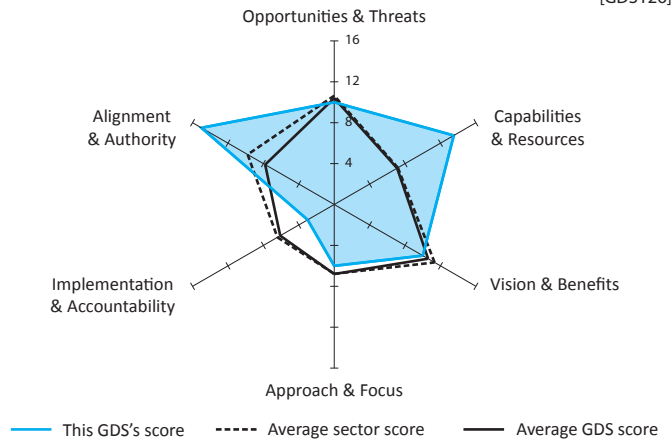 Opportunities & Threats
16
12
8
4
Alignment
& Authority
Capabilities
& Resources
Implementation
& Accountability
Vision & Benefits
Approach & Focus
This GDS's score
Average sector score
Average GDS score